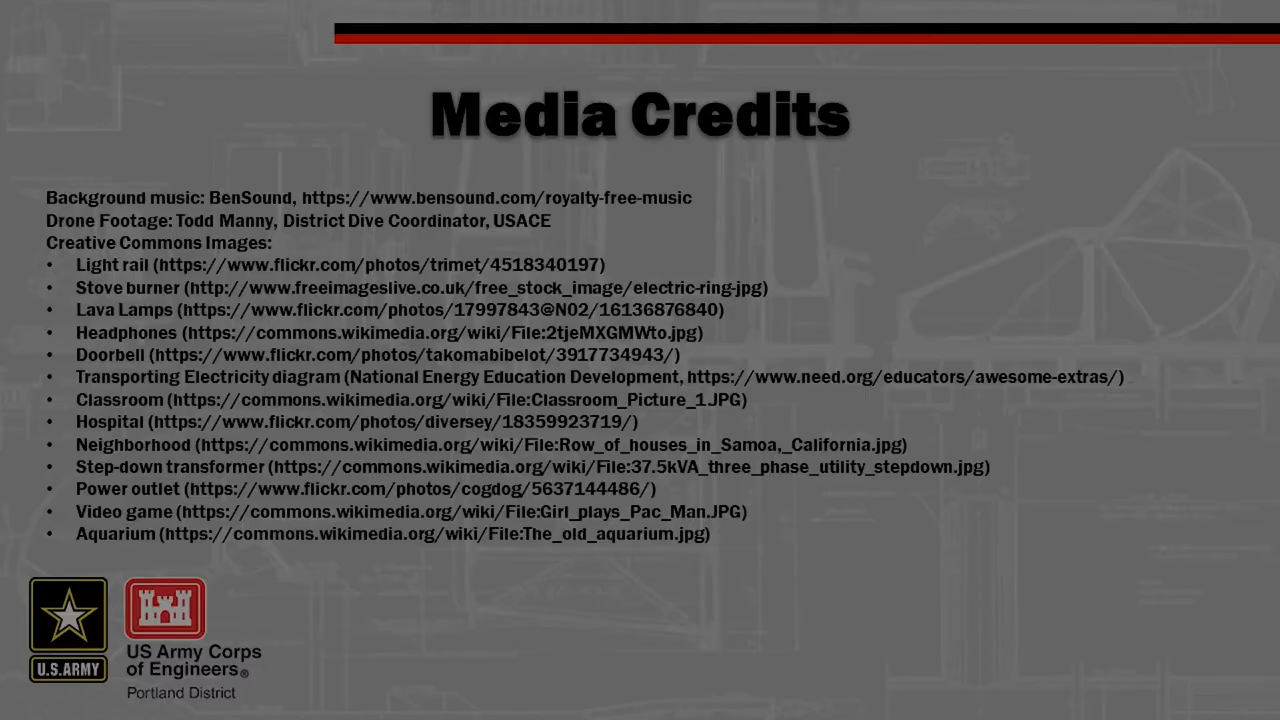 Media Credits
Background music: BenSound, https://www.bensound.com/royalty-free-music
Drone Footage: Todd Manny, District Dive Coordinator, USACE
Creative Commons Images:
• Light rail (https://www.flickr.com/photos/trimet/4518340197)
• Stove burner (http://www.freeimageslive.co.uk/free_stock_image/electric-ring-jpg)
• Lava Lamps (https://www.flickr.com/photos/17997843@N02/16136876840)
• Headphones (https://commons.wikimedia.org/wiki/File:2tjeMXGMWto.jpg)
• Doorbell (https://www.flickr.com/photos/takomabibelot/3917734943/)
• Transporting Electricity diagram (National Energy Education Development, https://www.need.org/educators/awesome-extras/)
• Classroom (https://commons.wikimedia.org/wiki/File:Classroom_Picture_1.JPG)
• Hospital (https://www.flickr.com/photos/diversey/18359923719/)
• Neighborhood (https://commons.wikimedia.org/wiki/File:Row_of_houses_in_Samoa,_California.jpg)
• Step-down transformer (https://commons.wikimedia.org/wiki/File:37.5kVA_three_phase_utility_stepdown.jpg)
• Power outlet (https://www.flickr.com/photos/cogdog/5637144486/)
• Video game (https://commons.wikimedia.org/wiki/File:Girl_plays_Pac_Man.JPG)
• Aquarium (https://commons.wikimedia.org/wiki/File:The_old_aquarium.jpg)
U.S.ARMY
US Army Corps
of Engineers®
Portland District